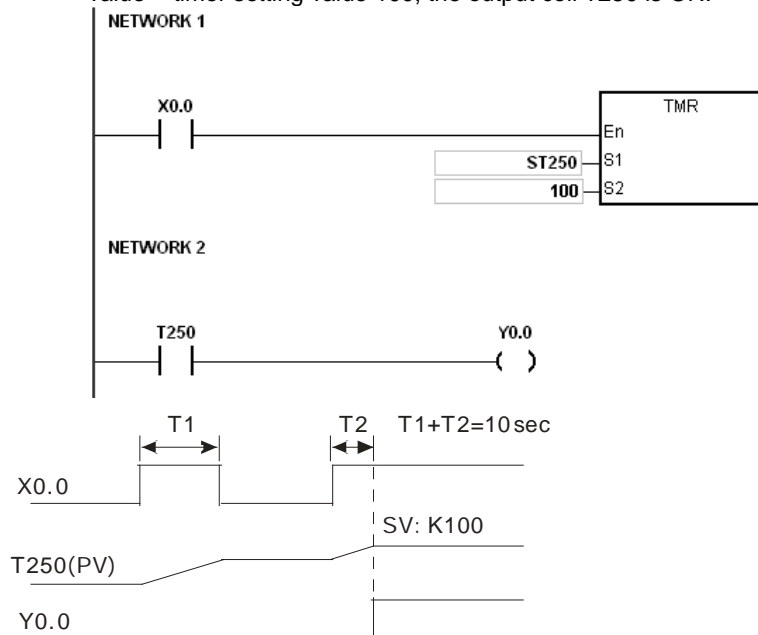 value = timer setting value 100, the output coil T250 is ON.
NETWORK 1
X0.0
TMR
En
ST250
S1
100
S2
NETWORK 2
T250
Y0.0
T1
T2
T1+T2=10sec
X0.0
SV: K100
T250(PV)
Y0.0